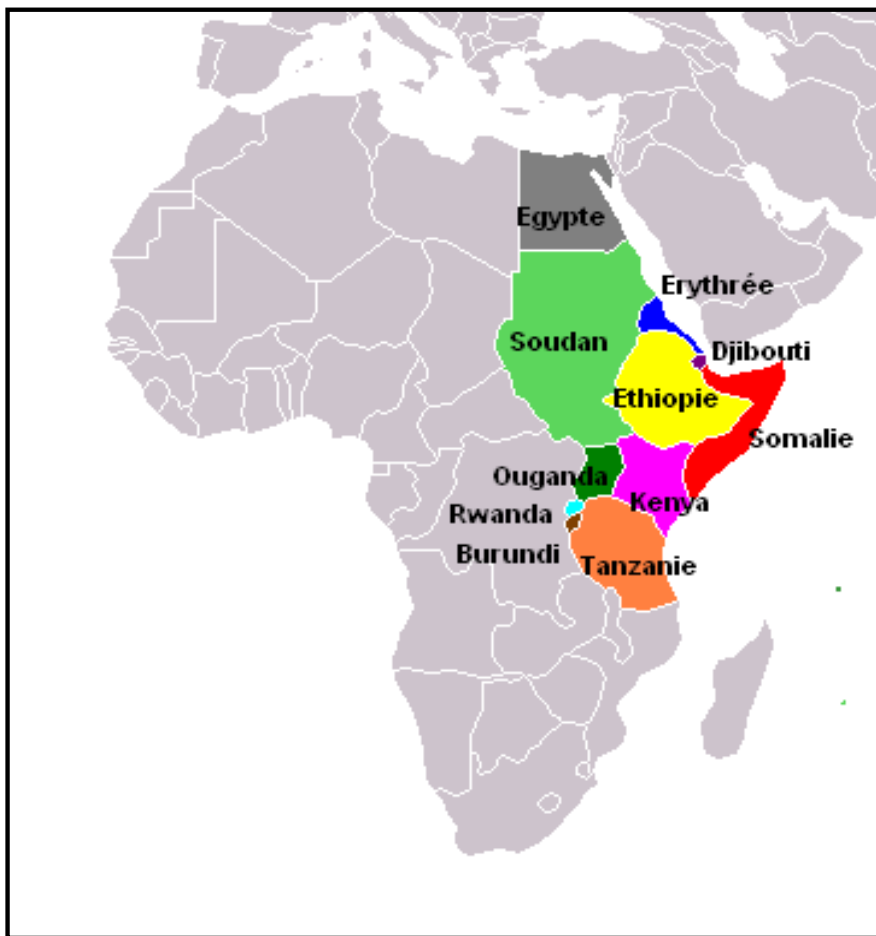 Egypte
Erythrée
Soudan
Djibouti
Ethiopie
Somalie
Ouganda
Kenya
Rwanda
Burundi
Tanzanie